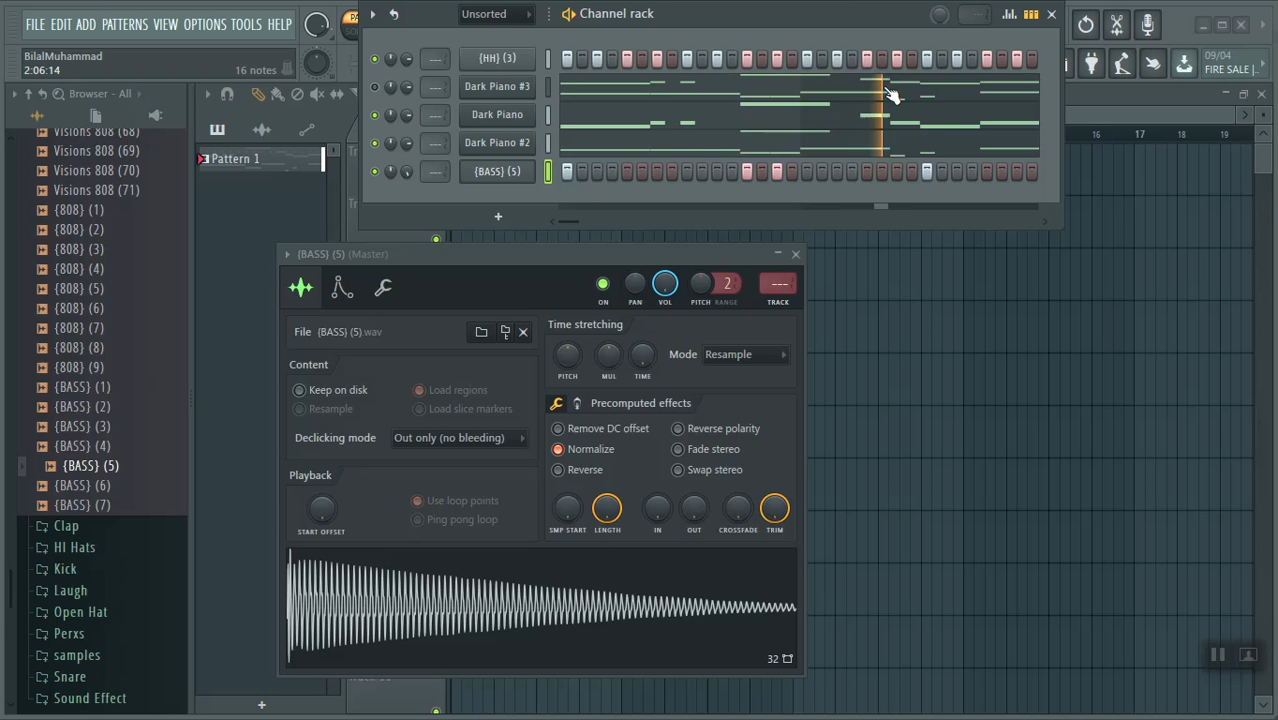 FILE EDIT ADD PATTERNS VIEW OPTIONS TOOLS HELP
BilalMuhammad
2:06:14
16 notes
Unsorted
Channel rack
{HH} (3)
Dark Piano #3
Dark Piano
Dark Piano #2
{BASS} (5)
09/04
FIRE SALE |..
Browser - All
Visions 808 (68)
Visions 808 (69)
Visions 808 (70)
Visions 808 (71)
{808} (1)
{808} (2)
{808} (3)
{808} (4)
{808} (5)
{808} (6)
{808} (7)
{808} (8)
{808} (9)
{BASS} (1)
{BASS} (2)
{BASS} (3)
{BASS} (4)
{BASS} (5)
{BASS} (6)
{BASS} (7)
Clap
HI Hats
Kick
Laugh
Open Hat
Perxs
samples
Snare
Sound Effect
Pattern 1
16
17
{BASS} (5) (Master)
ON
PAN
VOL
PITCH
RANGE
2
---
TRACK
File {BASS} (5).wav
Content
Keep on disk
Resample
Load regions
Load slice markers
Declicking mode
Out only (no bleeding)
Playback
START OFFSET
Use loop points
Ping pong loop
Time stretching
PITCH
MUL
TIME
Mode
Resample
Precomputed effects
Remove DC offset
Normalize
Reverse
Reverse polarity
Fade stereo
Swap stereo
SMP START
LENGTH
IN
OUT
CROSSFADE
TRIM
32